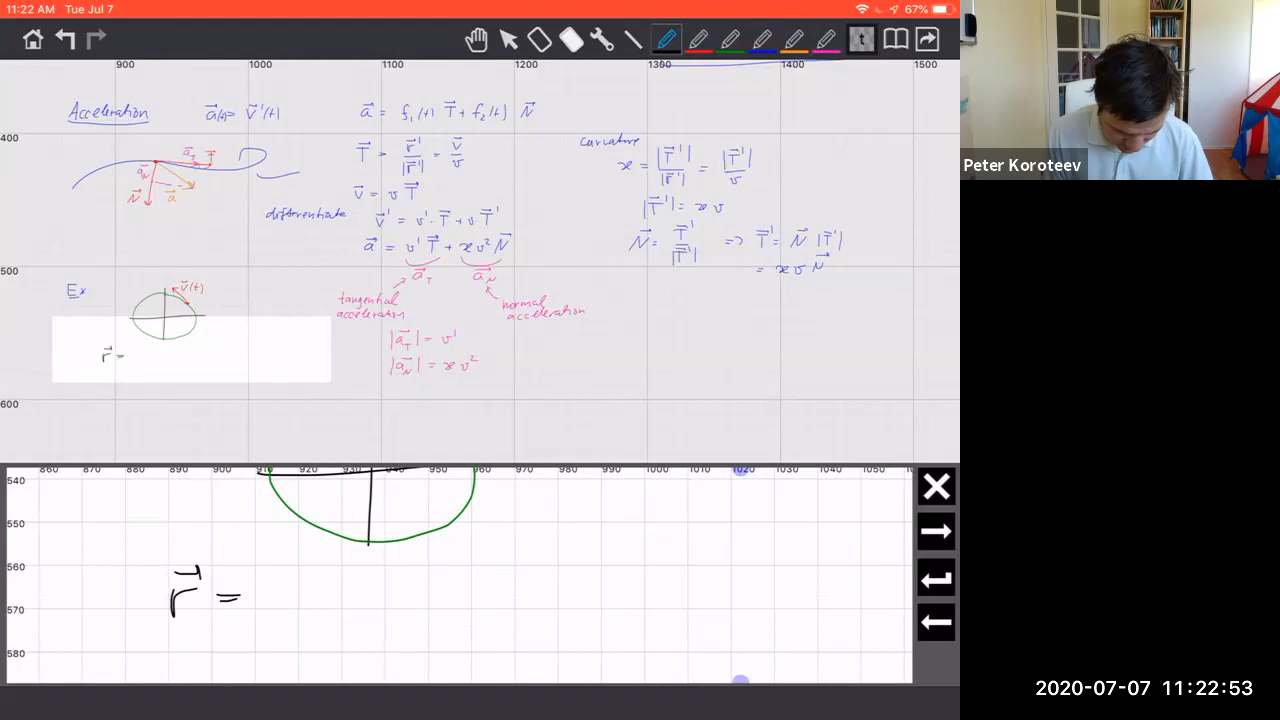 11:22 AM Tue Jul 7
67%
t
900 1000 1100 1200 1300 1400 1500
Acceleration a⃗(t) = v⃗'(t)
a⃗ = f₁(t) T⃗ + f₂(t) N⃗
400
curvature
T⃗ = r⃗'/|r⃗'| = v⃗/v
ϰ = |T⃗'|/|r⃗'| = |T⃗'|/v
a⃗_T T⃗
a⃗_N
N⃗ a⃗
v⃗ = v T⃗
|T⃗'| = ϰ v
differentiate v⃗' = v'·T⃗ + v T⃗'
a⃗ = v' T⃗ + ϰ v² N⃗
N⃗ = T⃗'/|T⃗'| => T⃗' = N⃗ |T⃗'|
= ϰ v N⃗
500
a⃗_T a⃗_N
Ex v⃗(t)
tangential acceleration
normal acceleration
|a⃗_T| = v'
r⃗ =
|a⃗_N| = ϰ v²
600
860 870 880 890 900 910 920 930 940 950 960 970 980 990 1000 1010 1020 1030 1040 1050
540
550
560
r⃗ =
570
580
Peter Koroteev
2020-07-07 11:22:53